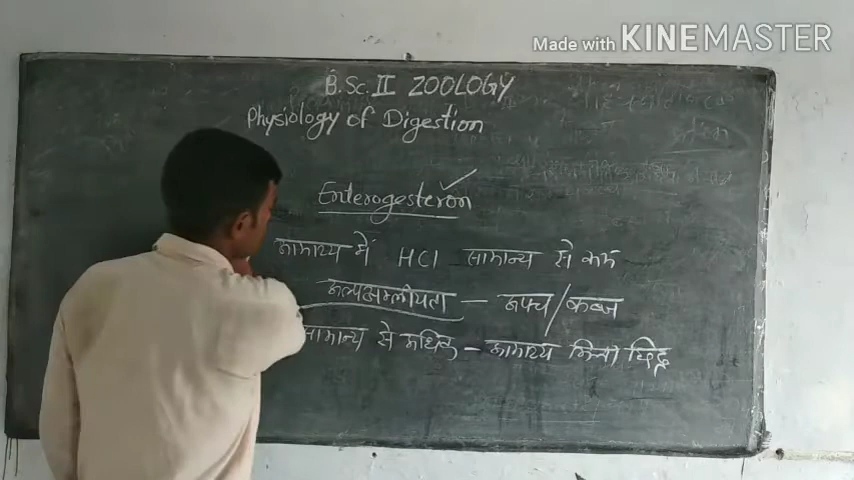 Made with KINEMASTER
B.Sc. II ZOOLOGY
Physiology of Digestion
Enterogesteron
आमाशय में HCl सामान्य से कम
अल्पअम्लीयता — अपच/कब्ज
सामान्य से अधिक — आमाशय